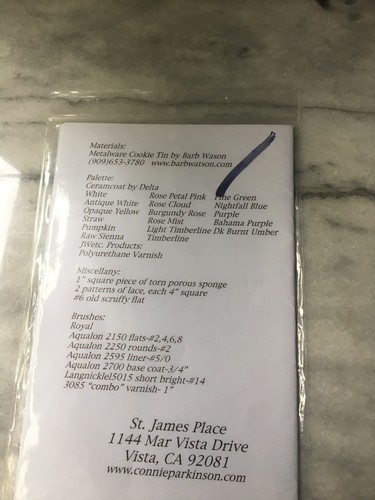 Materials:
Metalware Cookie Tin by Barb Wason
(909)653-3780 www.barbwatson.com
Palette:
Ceramcoat by Delta
White Rose Petal Pink Pine Green
Antique White Rose Cloud Nightfall Blue
Opaque Yellow Burgundy Rose Purple
Straw Rose Mist Bahama Purple
Pumpkin Light Timberline Dk Burnt Umber
Raw Sienna Timberline
JWetc. Products:
Polyurethane Varnish
Miscellany:
1" square piece of torn porous sponge
2 patterns of lace, each 4" square
#6 old scruffy flat
Brushes:
Royal
Aqualon 2150 flats-#2,4,6,8
Aqualon 2250 rounds-#2
Aqualon 2595 liner-#5/0
Aqualon 2700 base coat-3/4"
Langnickel5015 short bright-#14
3085 "combo" varnish- 1"
St. James Place
1144 Mar Vista Drive
Vista, CA 92081
www.connieparkinson.com